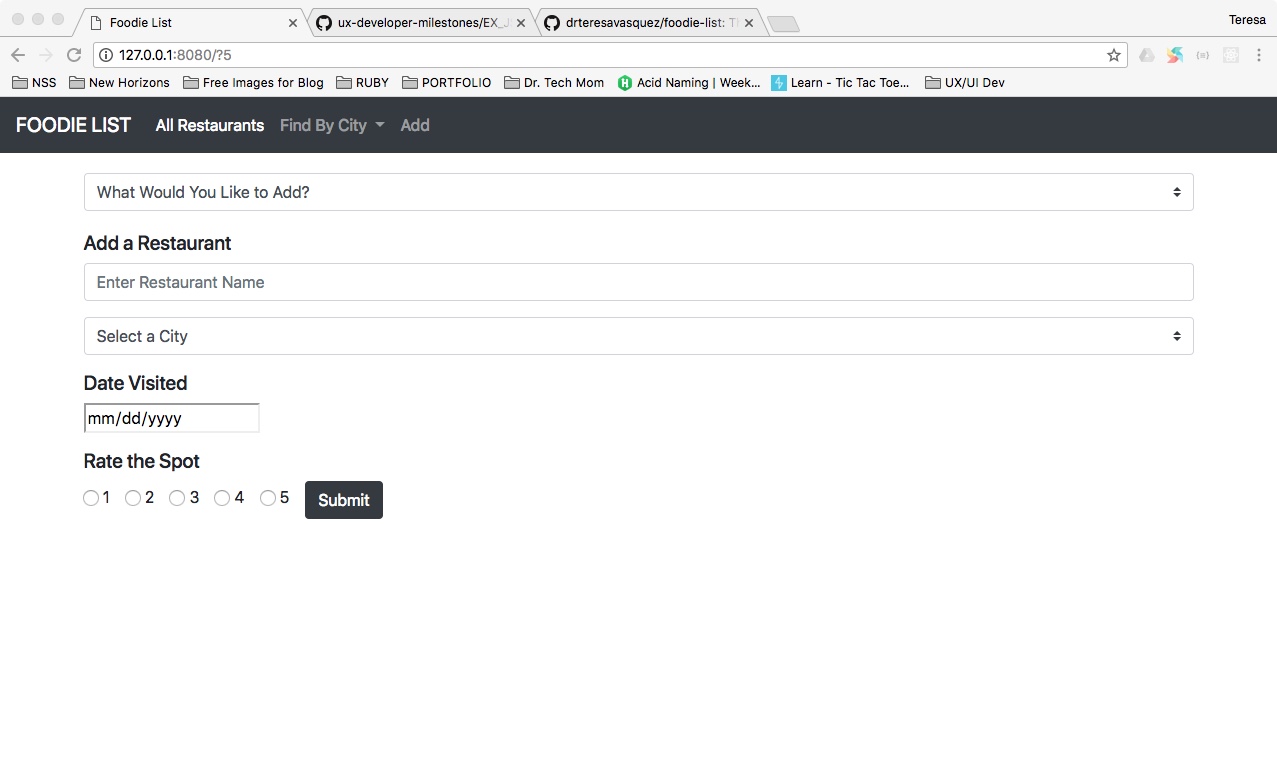 Foodie List
ux-developer-milestones/EX_J
drteresavasquez/foodie-list: Th
Teresa
127.0.0.1:8080/?5
NSS New Horizons Free Images for Blog RUBY PORTFOLIO Dr. Tech Mom Acid Naming | Week... Learn - Tic Tac Toe... UX/UI Dev
FOODIE LIST All Restaurants Find By City Add
What Would You Like to Add?
Add a Restaurant
Enter Restaurant Name
Select a City
Date Visited
mm/dd/yyyy
Rate the Spot
1 2 3 4 5 Submit